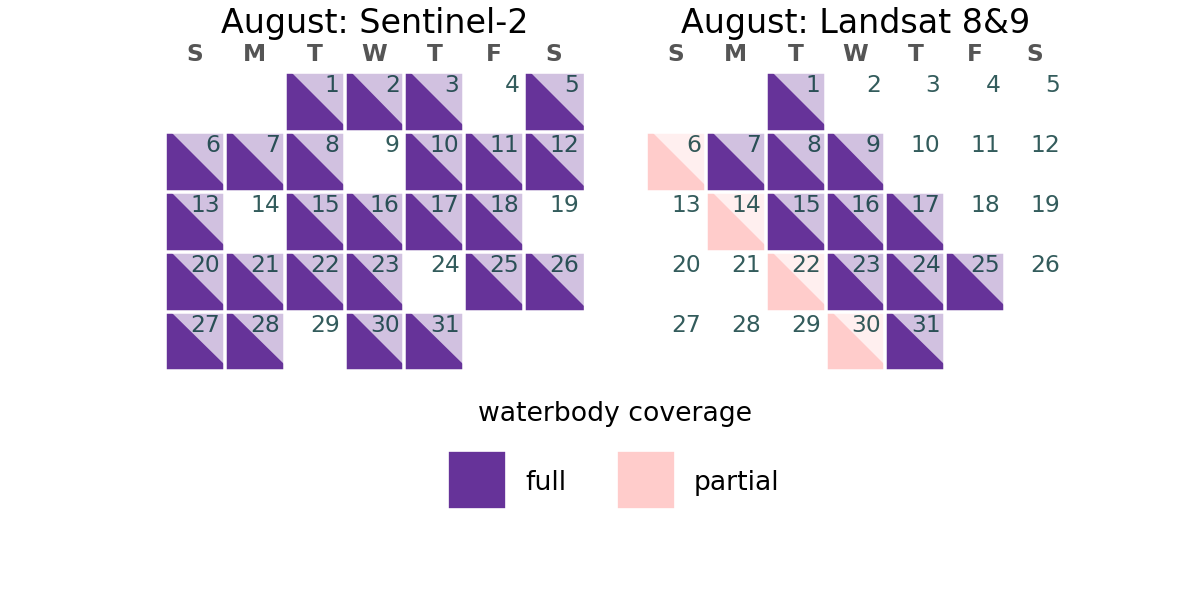 August: Sentinel-2
S M T W T F S
1 2 3 4 5
6 7 8 9 10 11 12
13 14 15 16 17 18 19
20 21 22 23 24 25 26
27 28 29 30 31
August: Landsat 8&9
S M T W T F S
1 2 3 4 5
6 7 8 9 10 11 12
13 14 15 16 17 18 19
20 21 22 23 24 25 26
27 28 29 30 31
waterbody coverage
full
partial